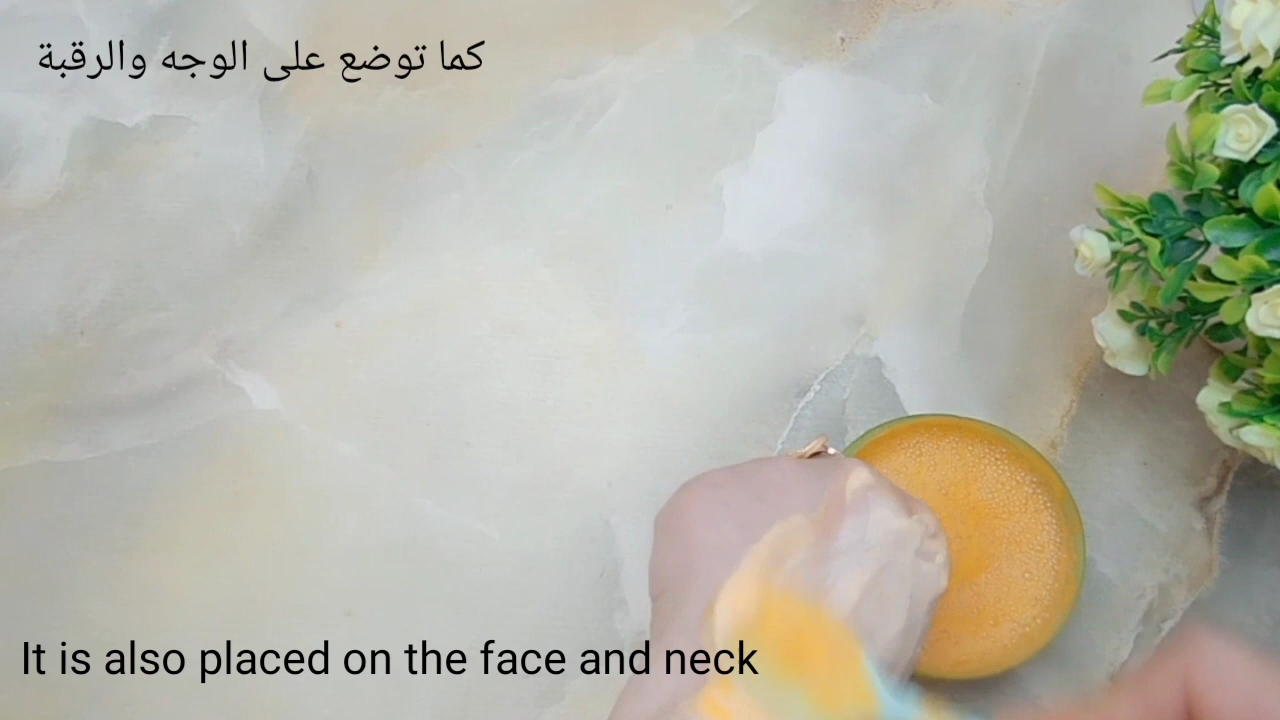 كما توضع على الوجه والرقبة
It is also placed on the face and neck